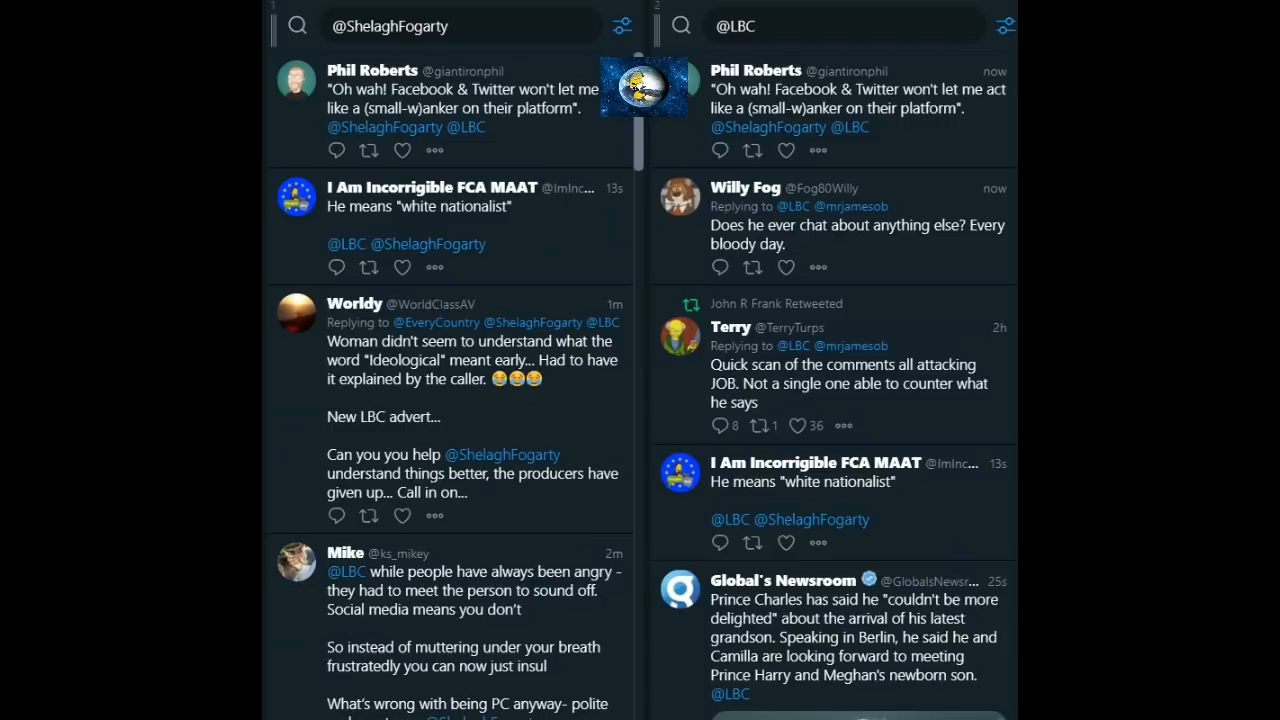 1
@ShelaghFogarty
Phil Roberts @giantironphil
"Oh wah! Facebook & Twitter won't let me
like a (small-w)anker on their platform".
@ShelaghFogarty @LBC
I Am Incorrigible FCA MAAT @ImInc... 13s
He means "white nationalist"
@LBC @ShelaghFogarty
Worldy @WorldClassAV 1m
Replying to @EveryCountry @ShelaghFogarty @LBC
Woman didn't seem to understand what the
word "Ideological" meant early... Had to have
it explained by the caller. 😂😂😂
New LBC advert...
Can you you help @ShelaghFogarty
understand things better, the producers have
given up... Call in on...
Mike @ks_mikey 2m
@LBC while people have always been angry -
they had to meet the person to sound off.
Social media means you don't
So instead of muttering under your breath
frustratedly you can now just insul
What's wrong with being PC anyway- polite
2
@LBC
Phil Roberts @giantironphil now
"Oh wah! Facebook & Twitter won't let me act
like a (small-w)anker on their platform".
@ShelaghFogarty @LBC
Willy Fog @Fog80Willy now
Replying to @LBC @mrjamesob
Does he ever chat about anything else? Every
bloody day.
John R Frank Retweeted
Terry @TerryTurps 2h
Replying to @LBC @mrjamesob
Quick scan of the comments all attacking
JOB. Not a single one able to counter what
he says
8 1 36
I Am Incorrigible FCA MAAT @ImInc... 13s
He means "white nationalist"
@LBC @ShelaghFogarty
Global's Newsroom @GlobalsNewsr... 25s
Prince Charles has said he "couldn't be more
delighted" about the arrival of his latest
grandson. Speaking in Berlin, he said he and
Camilla are looking forward to meeting
Prince Harry and Meghan's newborn son.
@LBC